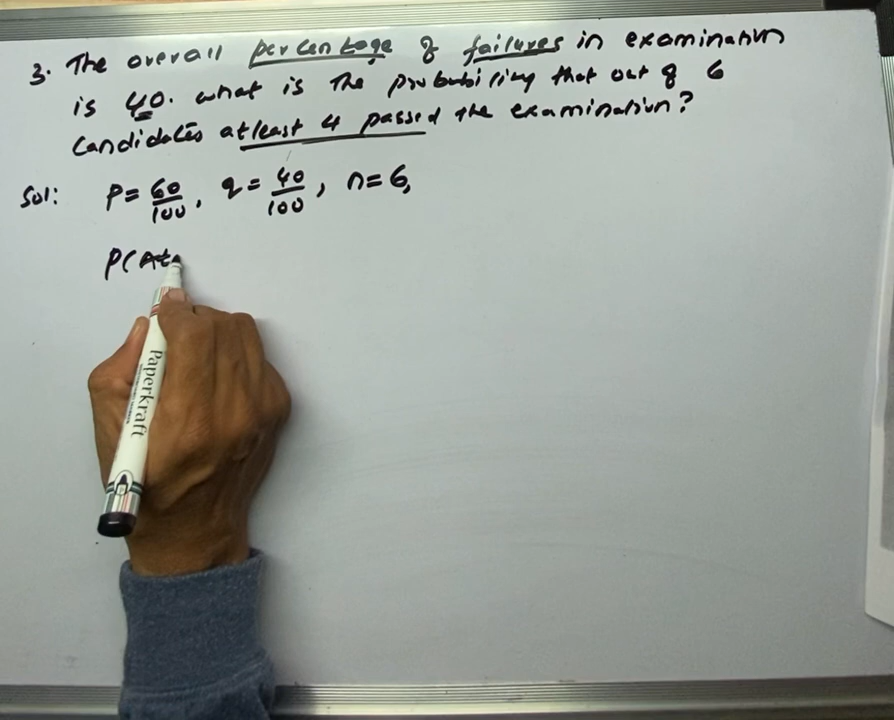 3. The overall percentage of failures in examination
is 40. what is the probability that out of 6
candidates atleast 4 passed the examination?
Sol: P = 60/100, q = 40/100, n = 6,
P(At
Paperkraft